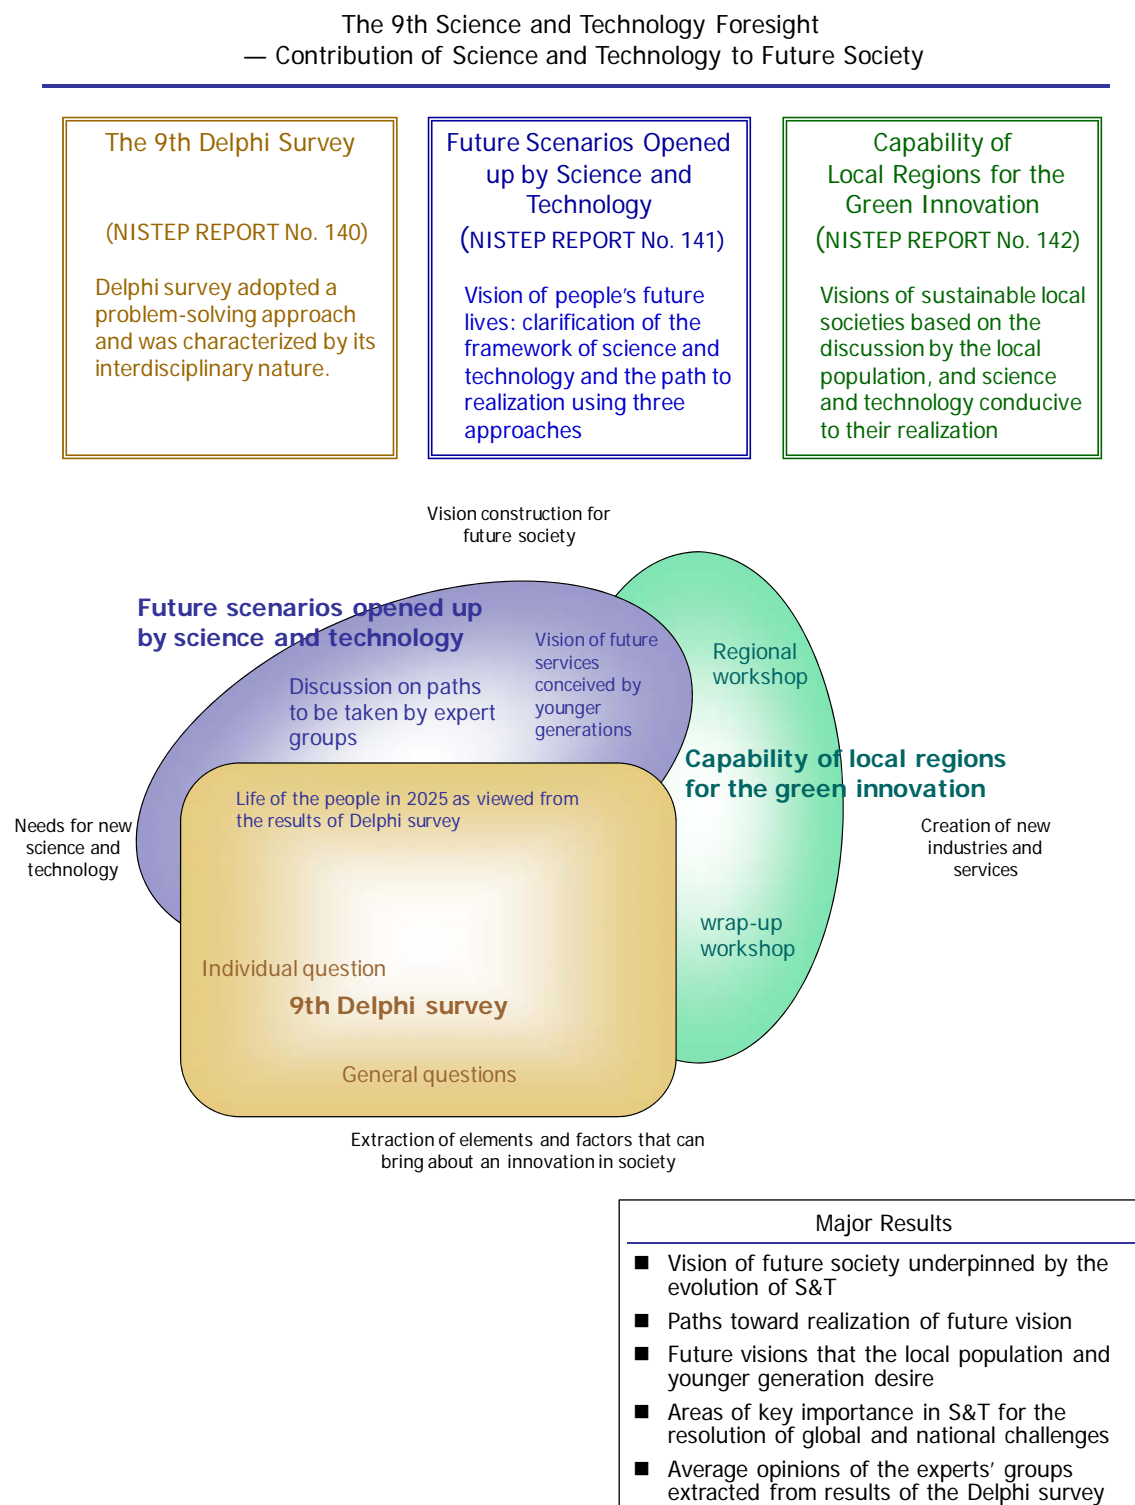 The 9th Science and Technology Foresight
— Contribution of Science and Technology to Future Society
The 9th Delphi Survey
(NISTEP REPORT No. 140)
Delphi survey adopted a
problem-solving approach
and was characterized by its
interdisciplinary nature.
Future Scenarios Opened
up by Science and
Technology
(NISTEP REPORT No. 141)
Vision of people's future
lives: clarification of the
framework of science and
technology and the path to
realization using three
approaches
Capability of
Local Regions for the
Green Innovation
(NISTEP REPORT No. 142)
Visions of sustainable local
societies based on the
discussion by the local
population, and science
and technology conducive
to their realization
Vision construction for
future society
Future scenarios opened up
by science and technology
Vision of future
services
conceived by
younger
generations
Discussion on paths
to be taken by expert
groups
Regional
workshop
Capability of local regions
for the green innovation
Life of the people in 2025 as viewed from
the results of Delphi survey
Needs for new
science and
technology
Creation of new
industries and
services
wrap-up
workshop
Individual question
9th Delphi survey
General questions
Extraction of elements and factors that can
bring about an innovation in society
Major Results
■ Vision of future society underpinned by the
evolution of S&T
■ Paths toward realization of future vision
■ Future visions that the local population and
younger generation desire
■ Areas of key importance in S&T for the
resolution of global and national challenges
■ Average opinions of the experts' groups
extracted from results of the Delphi survey